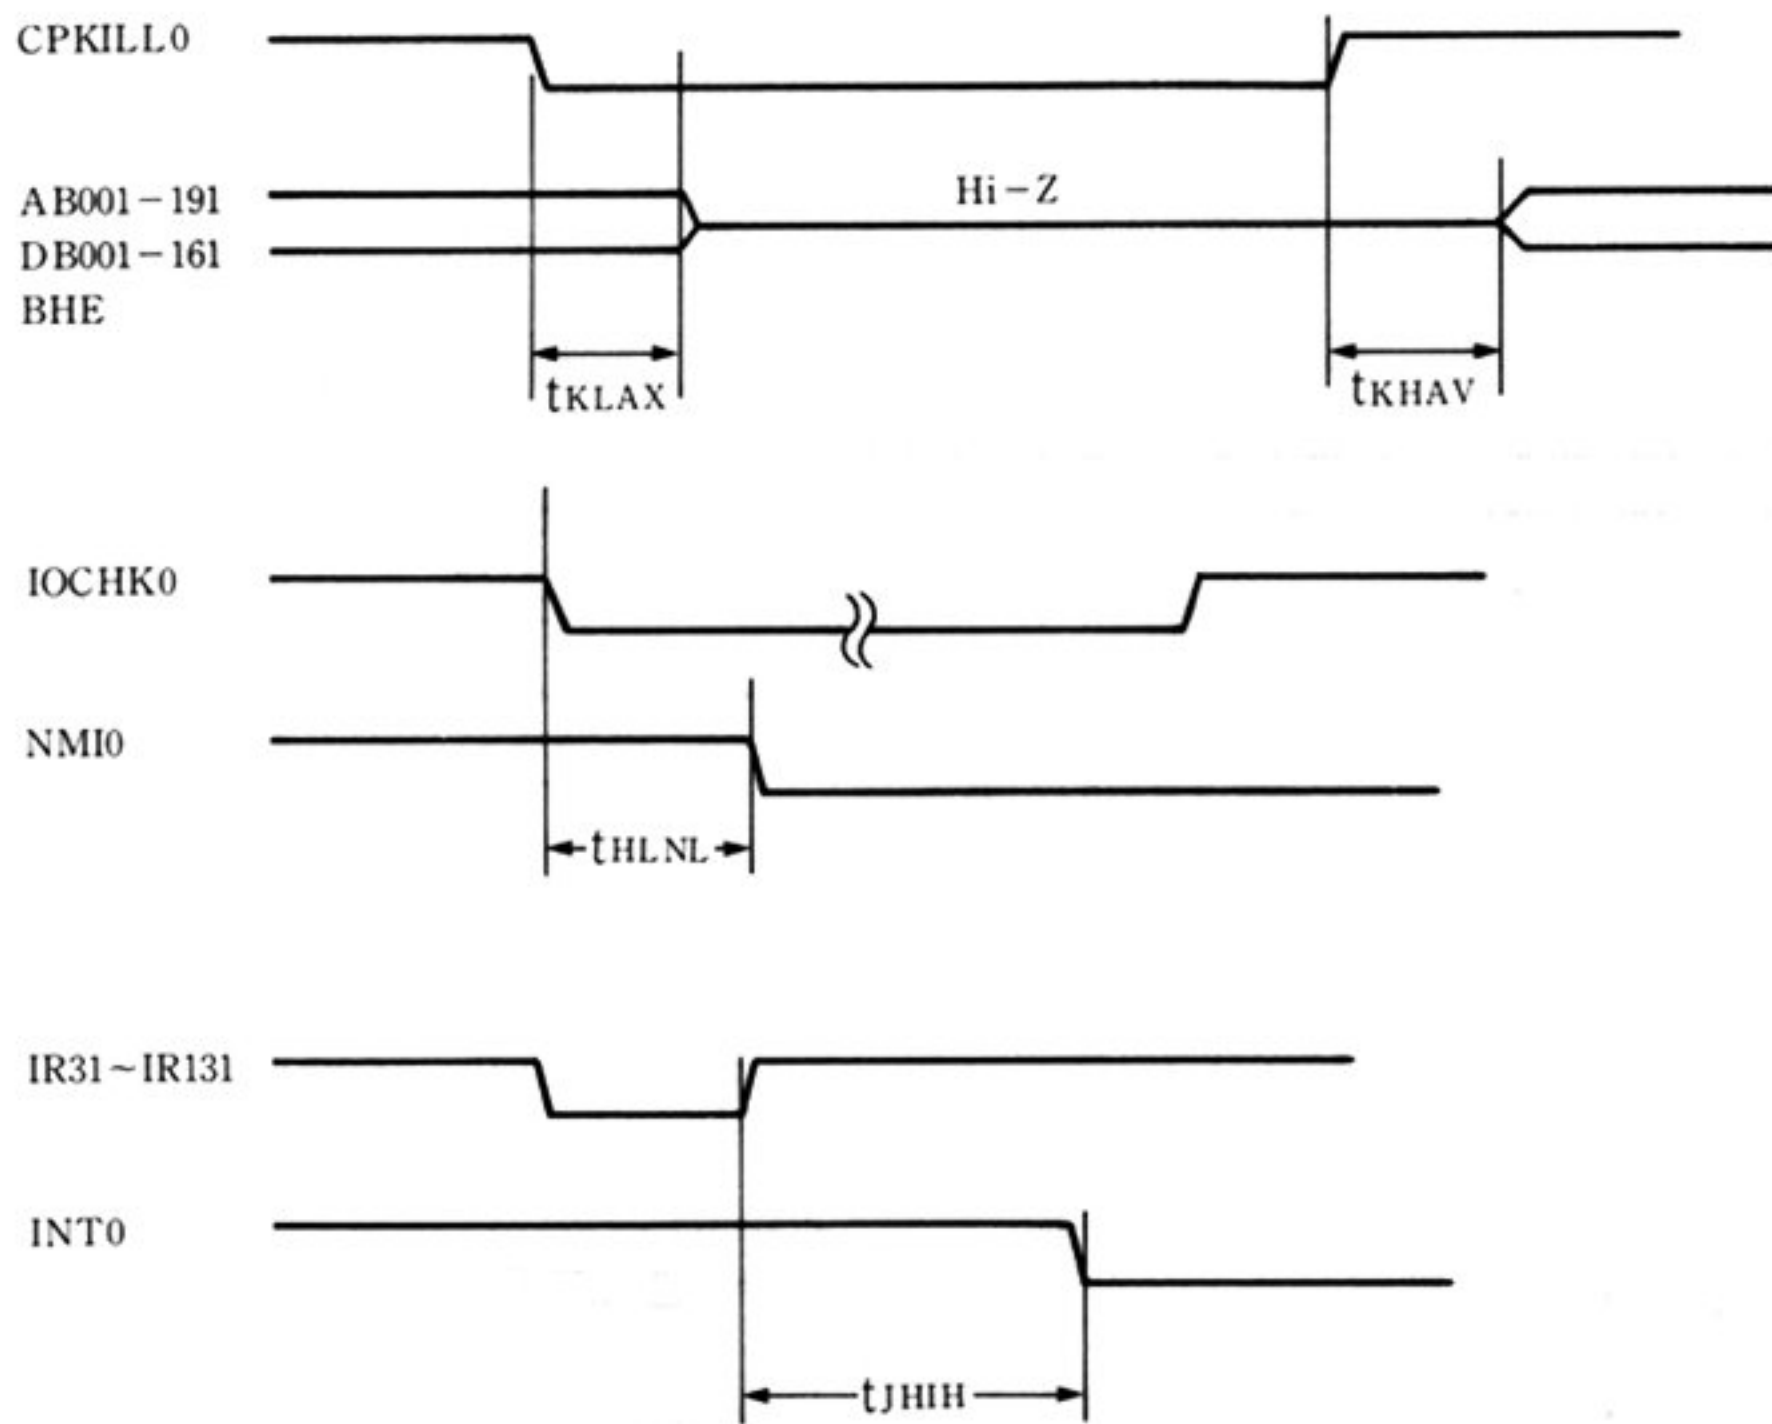 CPKILL0
AB001-191
Hi-Z
DB001-161
BHE
tKLAX
tKHAV
IOCHK0
NMI0
tHLNL
IR31~IR131
INT0
tJHIH